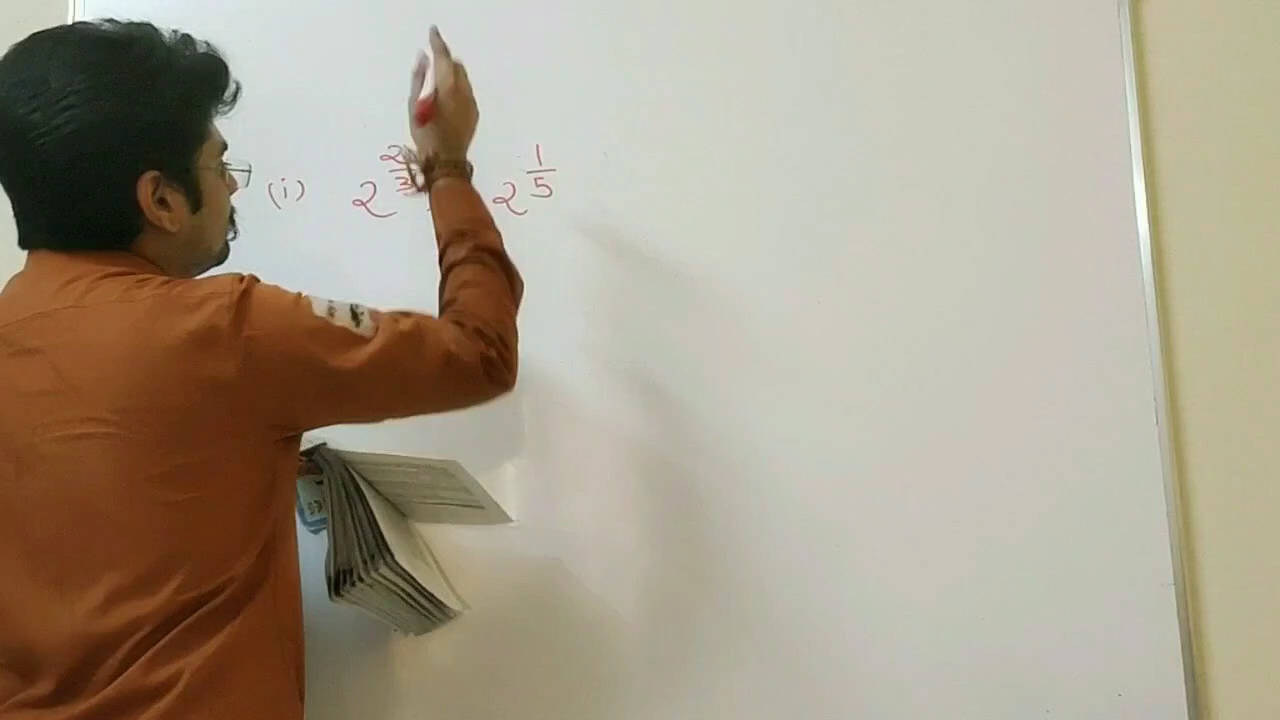 (i) 2^(2/3) · 2^(1/5)